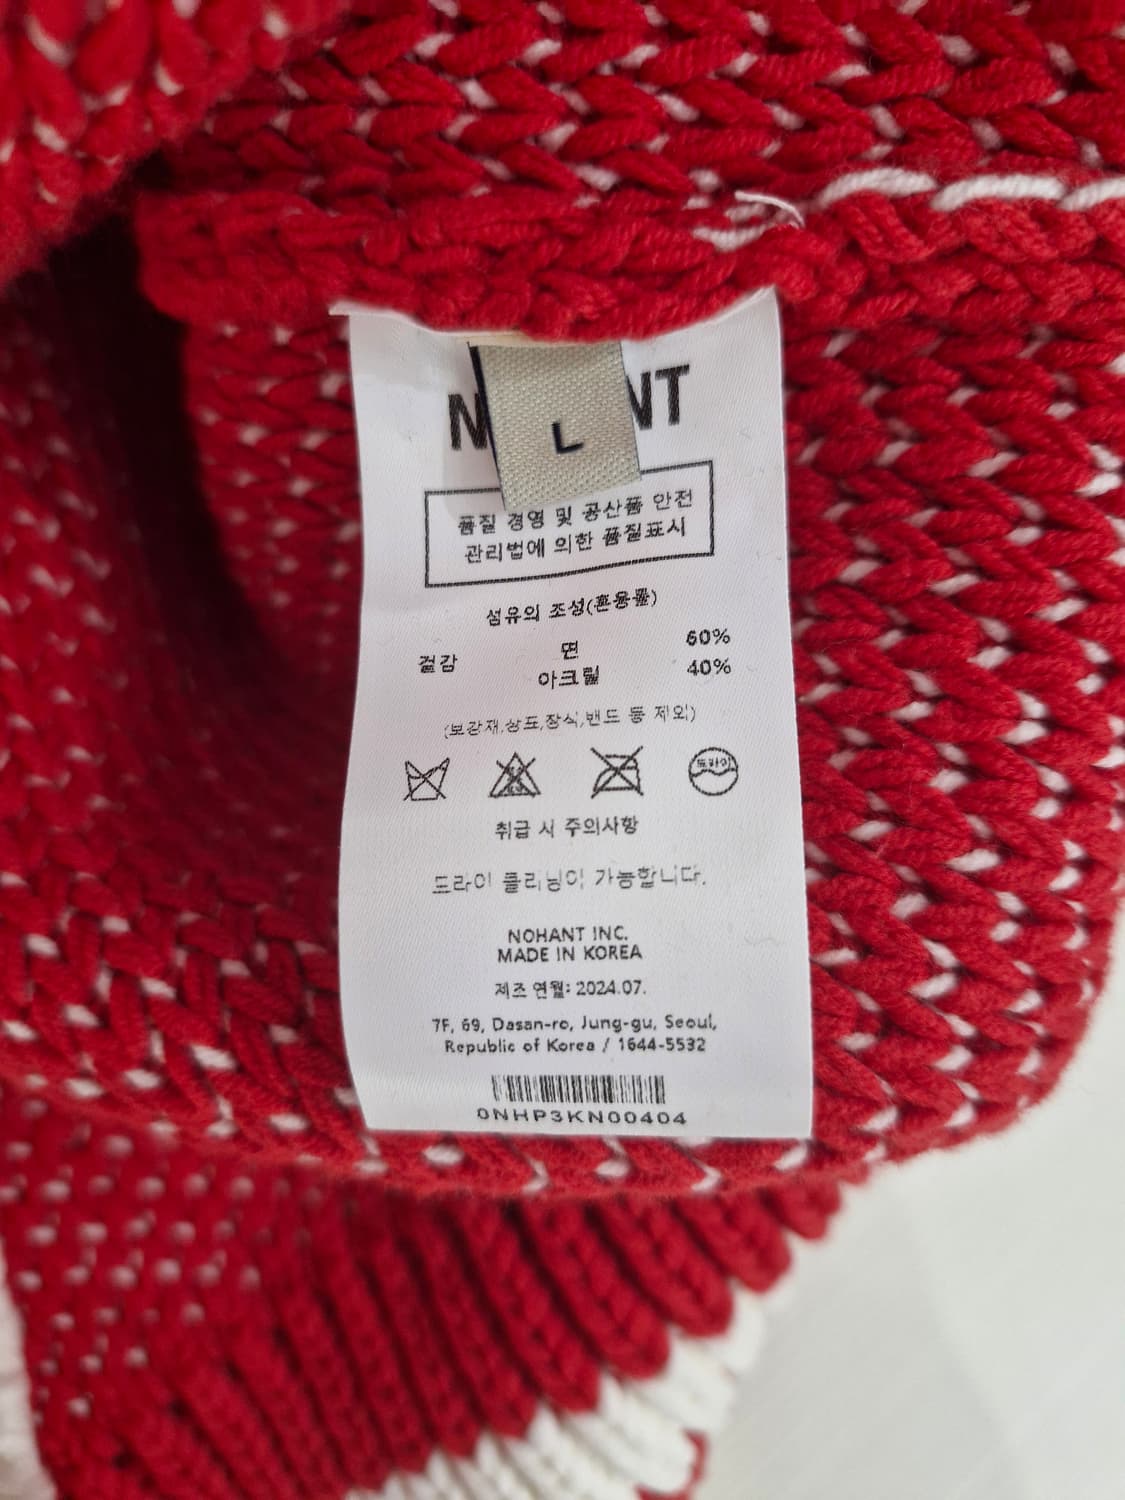 L
품질 경영 및 공산품 안전
관리법에 의한 품질표시
섬유의 조성(혼용률)
겉감 면 60%
아크릴 40%
(보강재,상표,장식,밴드 등 제외)
드라이
취급 시 주의사항
드라이 클리닝이 가능합니다.
NOHANT INC.
MADE IN KOREA
제조 연월: 2024.07.
7F, 69, Dasan-ro, Jung-gu, Seoul,
Republic of Korea / 1644-5532
0NHP3KN00404